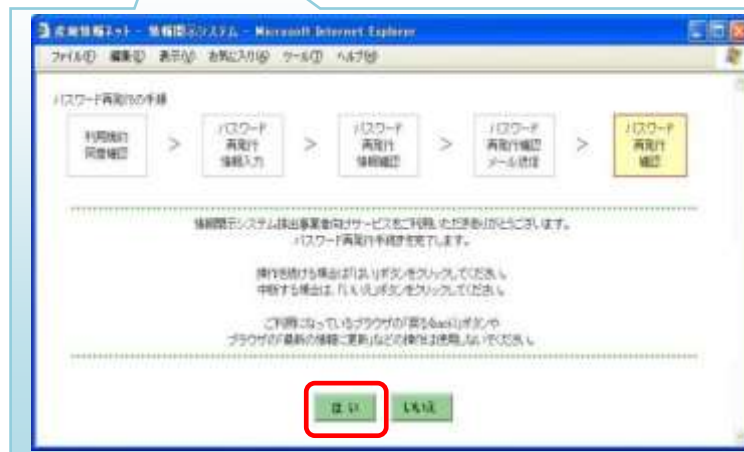 産廃情報ネット - 情報開示システム - Microsoft Internet Explorer
ファイル(F) 編集(E) 表示(V) お気に入り(A) ツール(T) ヘルプ(H)
パスワード再発行の手順
利用規約
同意確認
>
パスワード
再発行
情報入力
>
パスワード
再発行
情報確認
>
パスワード
再発行確認
メール送信
>
パスワード
再発行
確認
情報開示システム排出事業者向けサービスをご利用いただきありがとうございます。
パスワード再発行手続きを完了します。
操作を続ける場合は「はい」ボタンをクリックしてください。
中断する場合は、「いいえ」ボタンをクリックしてください。
ご利用になっているブラウザの「戻る(back)」ボタンや
ブラウザの「最新の情報に更新」などの操作は使用しないでください。
はい いいえ